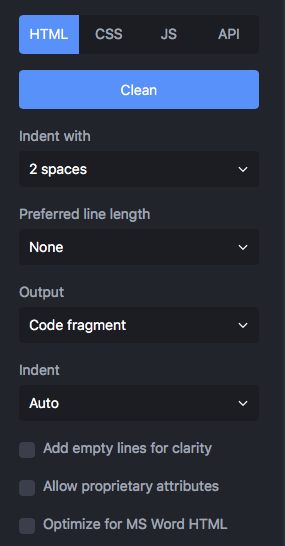 HTML CSS JS API
Clean
Indent with
2 spaces
Preferred line length
None
Output
Code fragment
Indent
Auto
Add empty lines for clarity
Allow proprietary attributes
Optimize for MS Word HTML